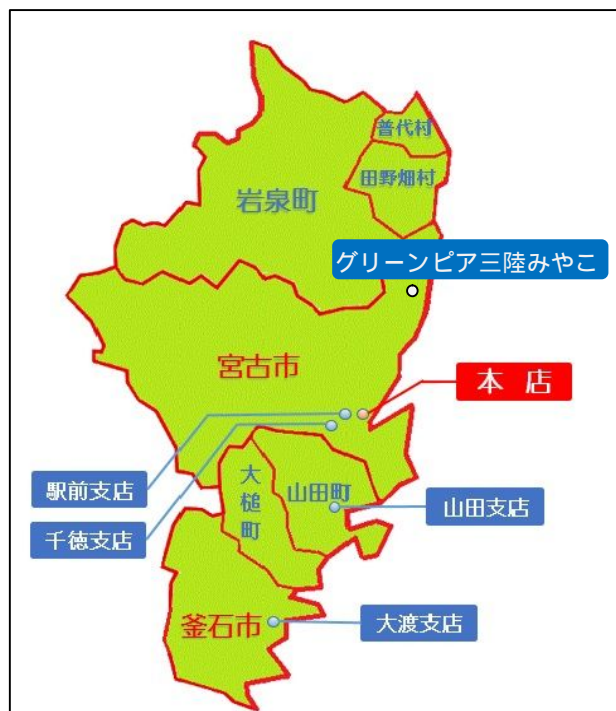 普代村
田野畑村
岩泉町
グリーンピア三陸みやこ
宮古市
本 店
駅前支店
大槌町
山田町
山田支店
千徳支店
釜石市
大渡支店